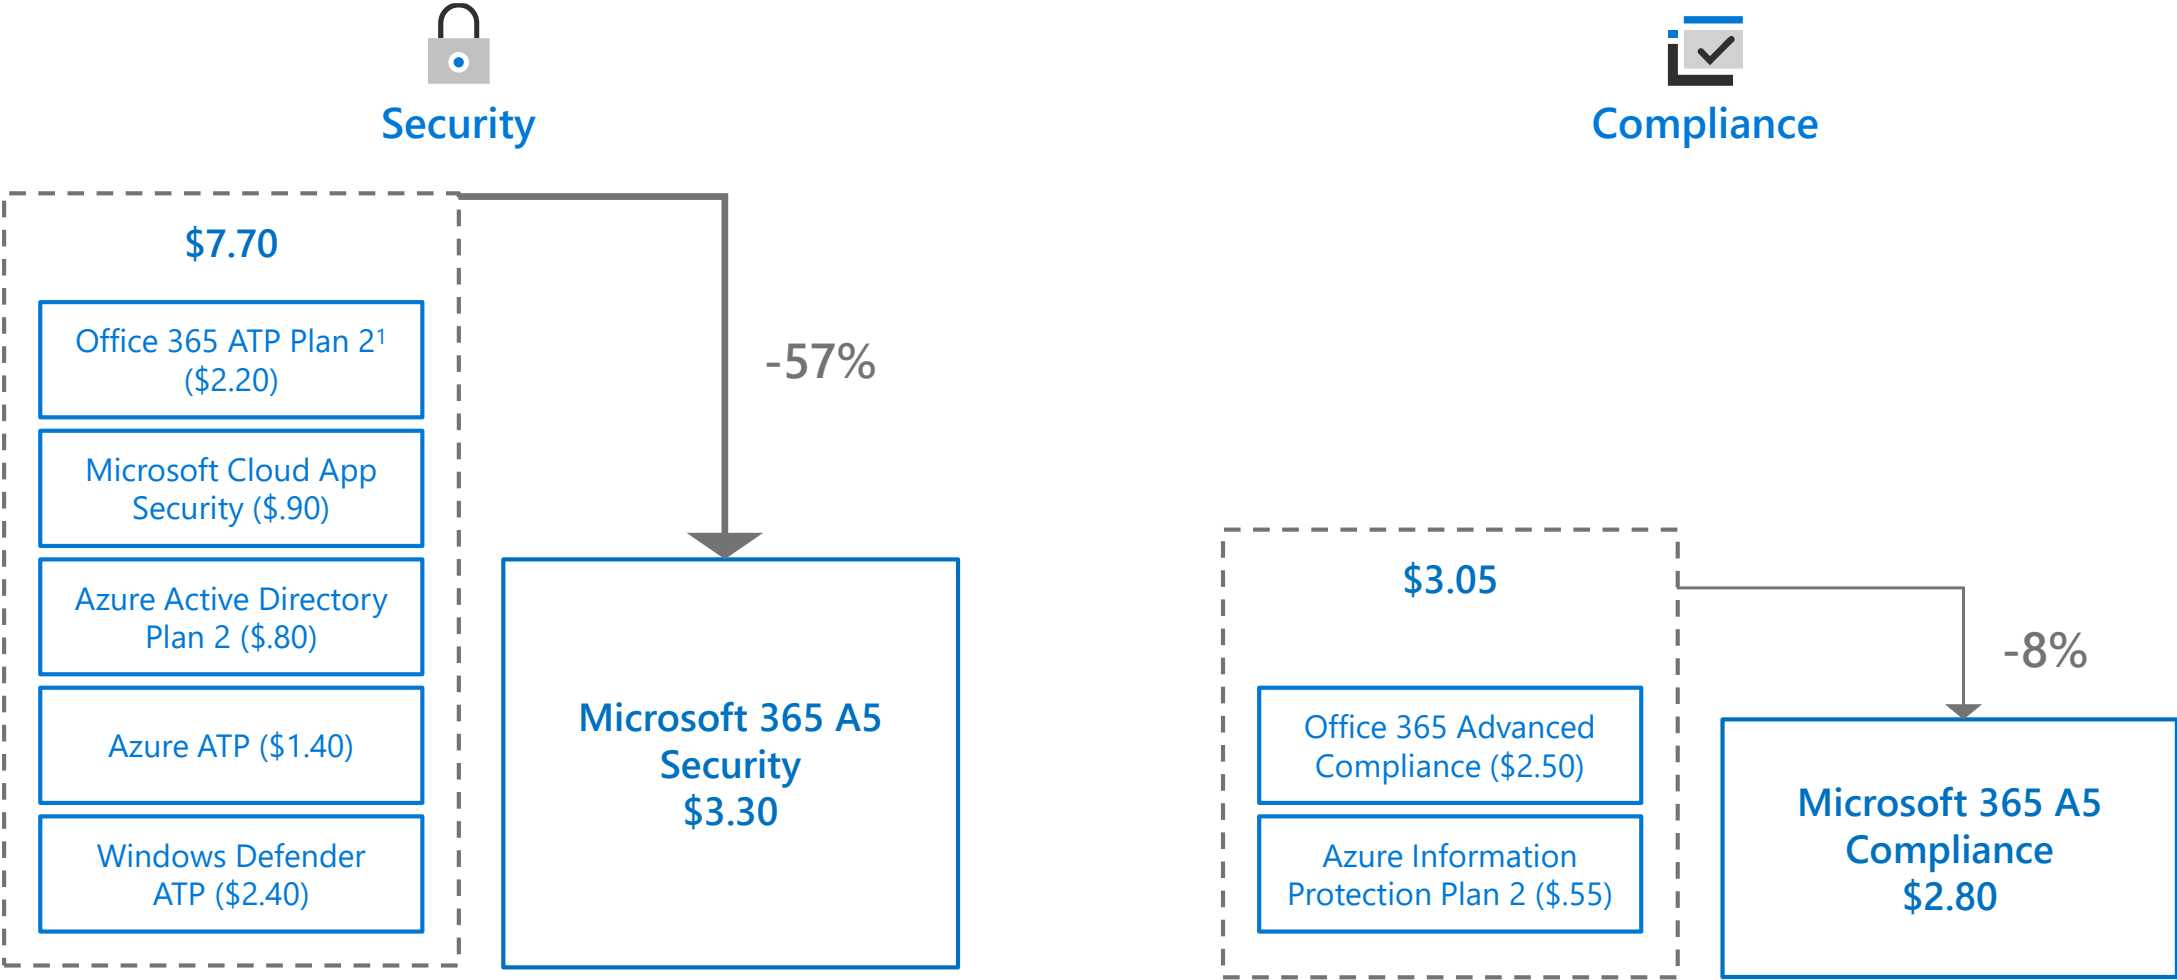 Security
$7.70
Office 365 ATP Plan 2¹
($2.20)
Microsoft Cloud App
Security ($.90)
Azure Active Directory
Plan 2 ($.80)
Azure ATP ($1.40)
Windows Defender
ATP ($2.40)
-57%
Microsoft 365 A5
Security
$3.30
Compliance
$3.05
Office 365 Advanced
Compliance ($2.50)
Azure Information
Protection Plan 2 ($.55)
-8%
Microsoft 365 A5
Compliance
$2.80